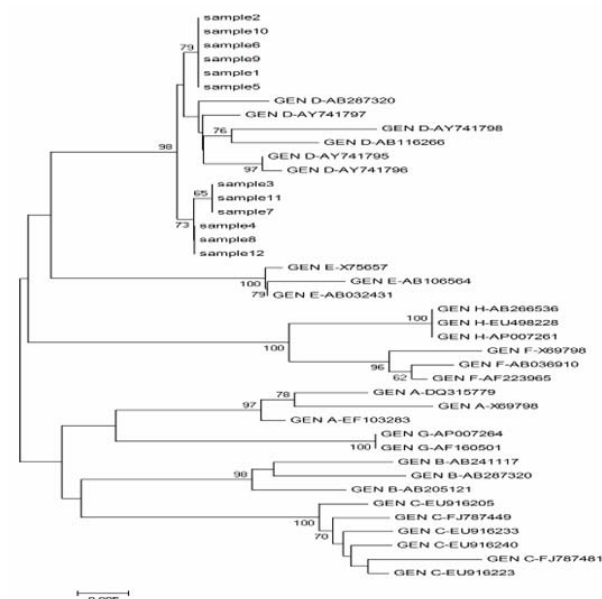 sample2
sample10
79
sample6
sample9
sample1
sample5
GEN D-AB287320
GEN D-AY741797
76
GEN D-AY741798
GEN D-AB116266
98
GEN D-AY741795
97
GEN D-AY741796
sample3
65
sample11
sample7
73
sample4
sample8
sample12
GEN E-X75657
100
GEN E-AB106564
79
GEN E-AB032431
GEN H-AB266536
100
GEN H-EU498228
GEN H-AP007261
100
GEN F-X69798
96
GEN F-AB036910
62
GEN F-AF223965
78
GEN A-DQ315779
97
GEN A-X69798
GEN A-EF103283
GEN G-AP007264
100
GEN G-AF160501
GEN B-AB241117
98
GEN B-AB287320
GEN B-AB205121
GEN C-EU916205
100
GEN C-FJ787449
70
GEN C-EU916233
GEN C-EU916240
GEN C-FJ787481
GEN C-EU916223